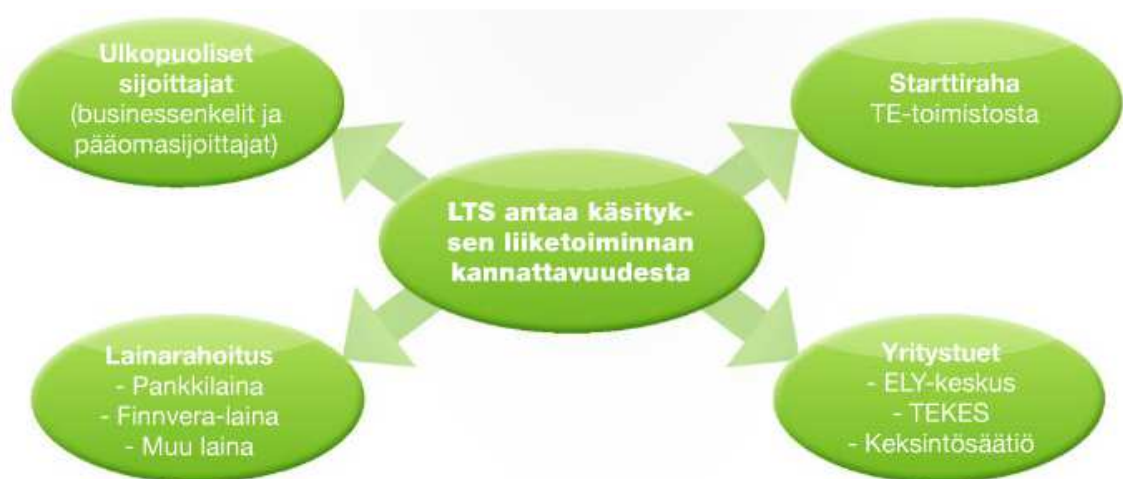 Ulkopuoliset
sijoittajat
(businessenkelit ja
pääomasijoittajat)
Starttiraha
TE-toimistosta
LTS antaa käsityk-
sen liiketoiminnan
kannattavuudesta
Lainarahoitus
- Pankkilaina
- Finnvera-laina
- Muu laina
Yritystuet
- ELY-keskus
- TEKES
- Keksintösäätiö